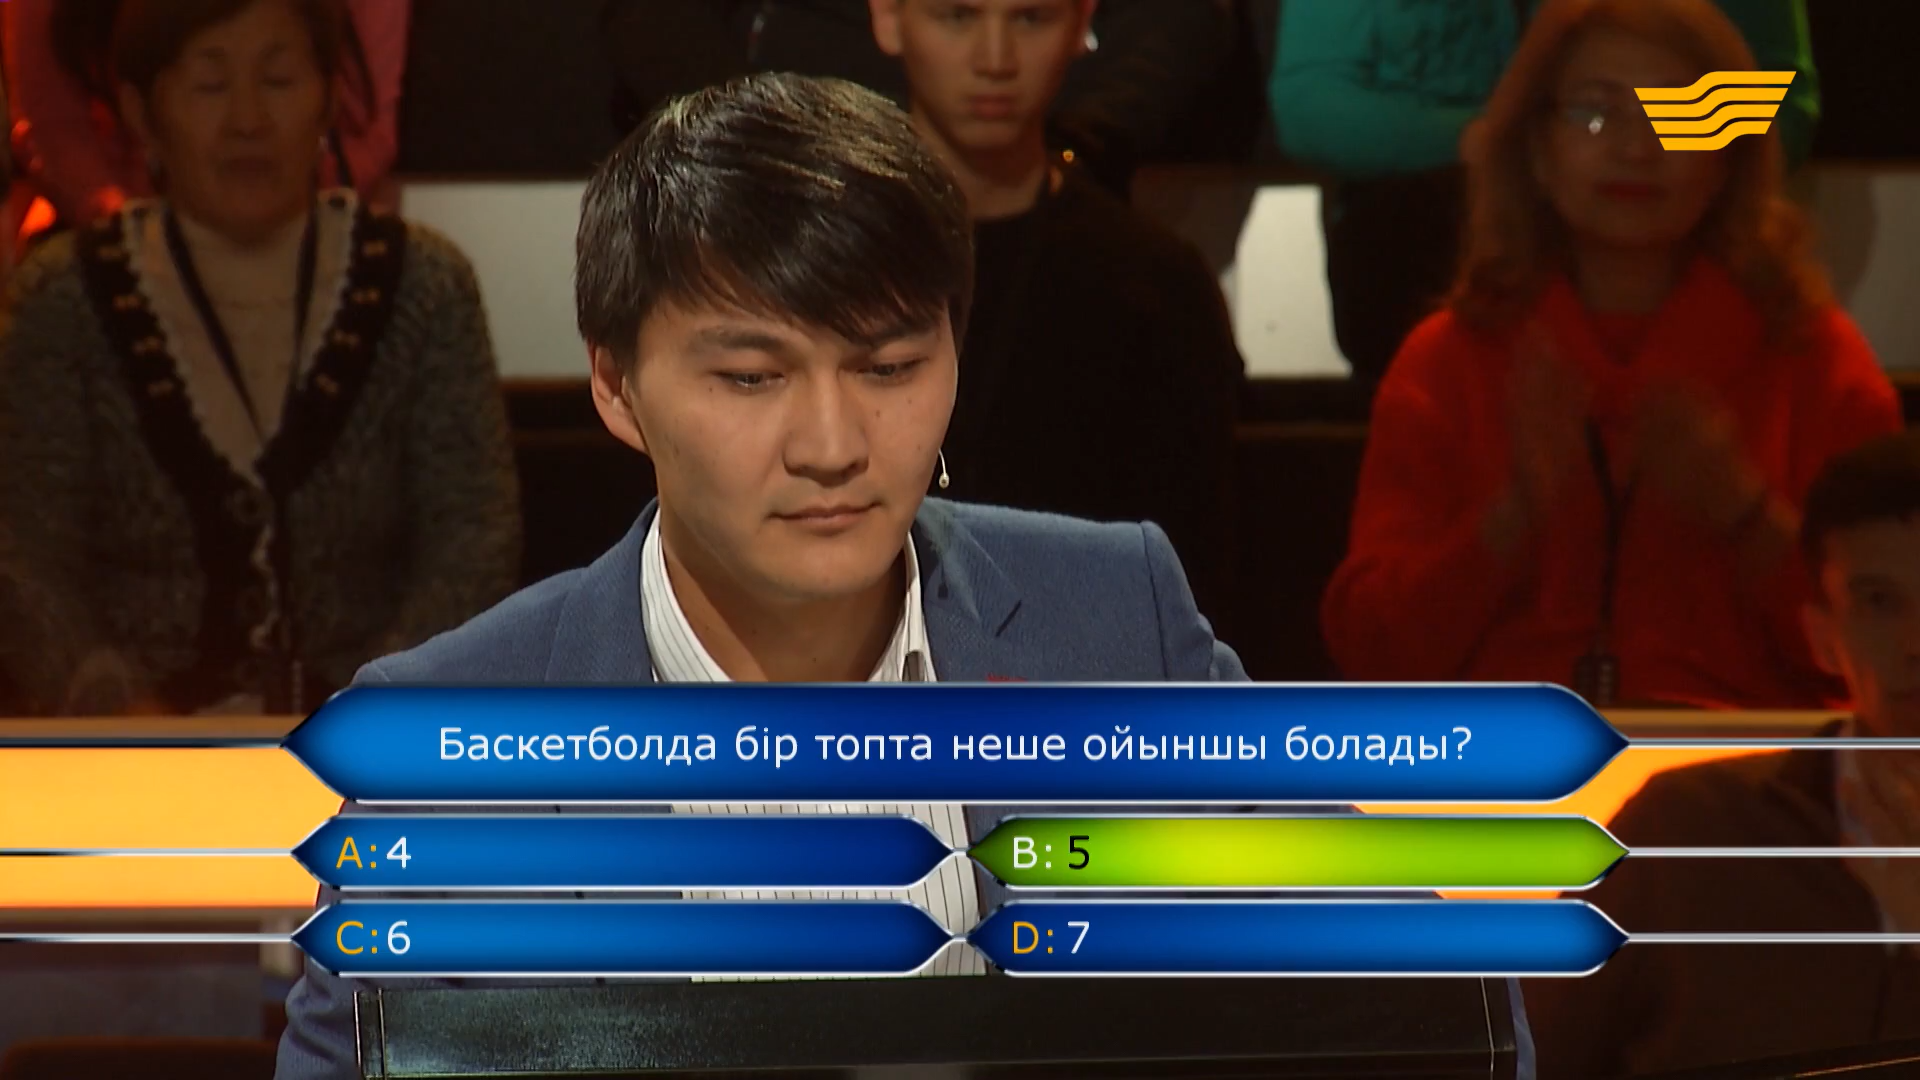 Баскетболда бір топта неше ойыншы болады?
A: 4
B: 5
C: 6
D: 7